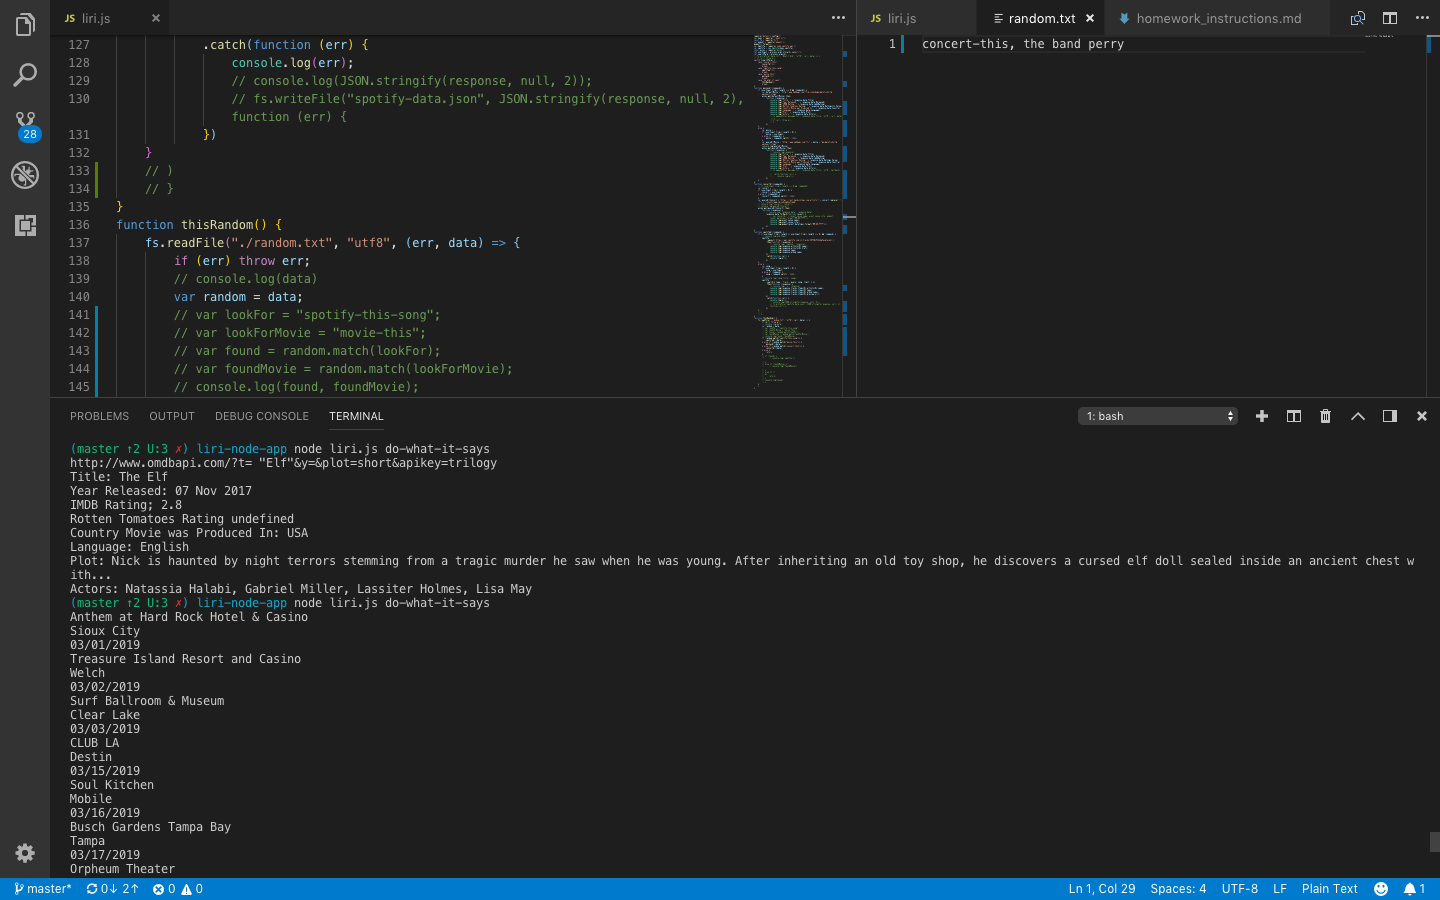 JS liri.js ×
127 .catch(function (err) {
128 console.log(err);
129 // console.log(JSON.stringify(response, null, 2));
130 // fs.writeFile("spotify-data.json", JSON.stringify(response, null, 2),
function (err) {
131 })
132 }
133 // )
134 // }
135 }
136 function thisRandom() {
137 fs.readFile("./random.txt", "utf8", (err, data) => {
138 if (err) throw err;
139 // console.log(data)
140 var random = data;
141 // var lookFor = "spotify-this-song";
142 // var lookForMovie = "movie-this";
143 // var found = random.match(lookFor);
144 // var foundMovie = random.match(lookForMovie);
145 // console.log(found, foundMovie);
JS liri.js random.txt × homework_instructions.md
1 concert-this, the band perry
28
PROBLEMS OUTPUT DEBUG CONSOLE TERMINAL 1: bash
(master ↑2 U:3 ✗) liri-node-app node liri.js do-what-it-says
http://www.omdbapi.com/?t= "Elf"&y=&plot=short&apikey=trilogy
Title: The Elf
Year Released: 07 Nov 2017
IMDB Rating; 2.8
Rotten Tomatoes Rating undefined
Country Movie was Produced In: USA
Language: English
Plot: Nick is haunted by night terrors stemming from a tragic murder he saw when he was young. After inheriting an old toy shop, he discovers a cursed elf doll sealed inside an ancient chest w
ith...
Actors: Natassia Halabi, Gabriel Miller, Lassiter Holmes, Lisa May
(master ↑2 U:3 ✗) liri-node-app node liri.js do-what-it-says
Anthem at Hard Rock Hotel & Casino
Sioux City
03/01/2019
Treasure Island Resort and Casino
Welch
03/02/2019
Surf Ballroom & Museum
Clear Lake
03/03/2019
CLUB LA
Destin
03/15/2019
Soul Kitchen
Mobile
03/16/2019
Busch Gardens Tampa Bay
Tampa
03/17/2019
Orpheum Theater
master* 0↓ 2↑ 0 0 Ln 1, Col 29 Spaces: 4 UTF-8 LF Plain Text 1